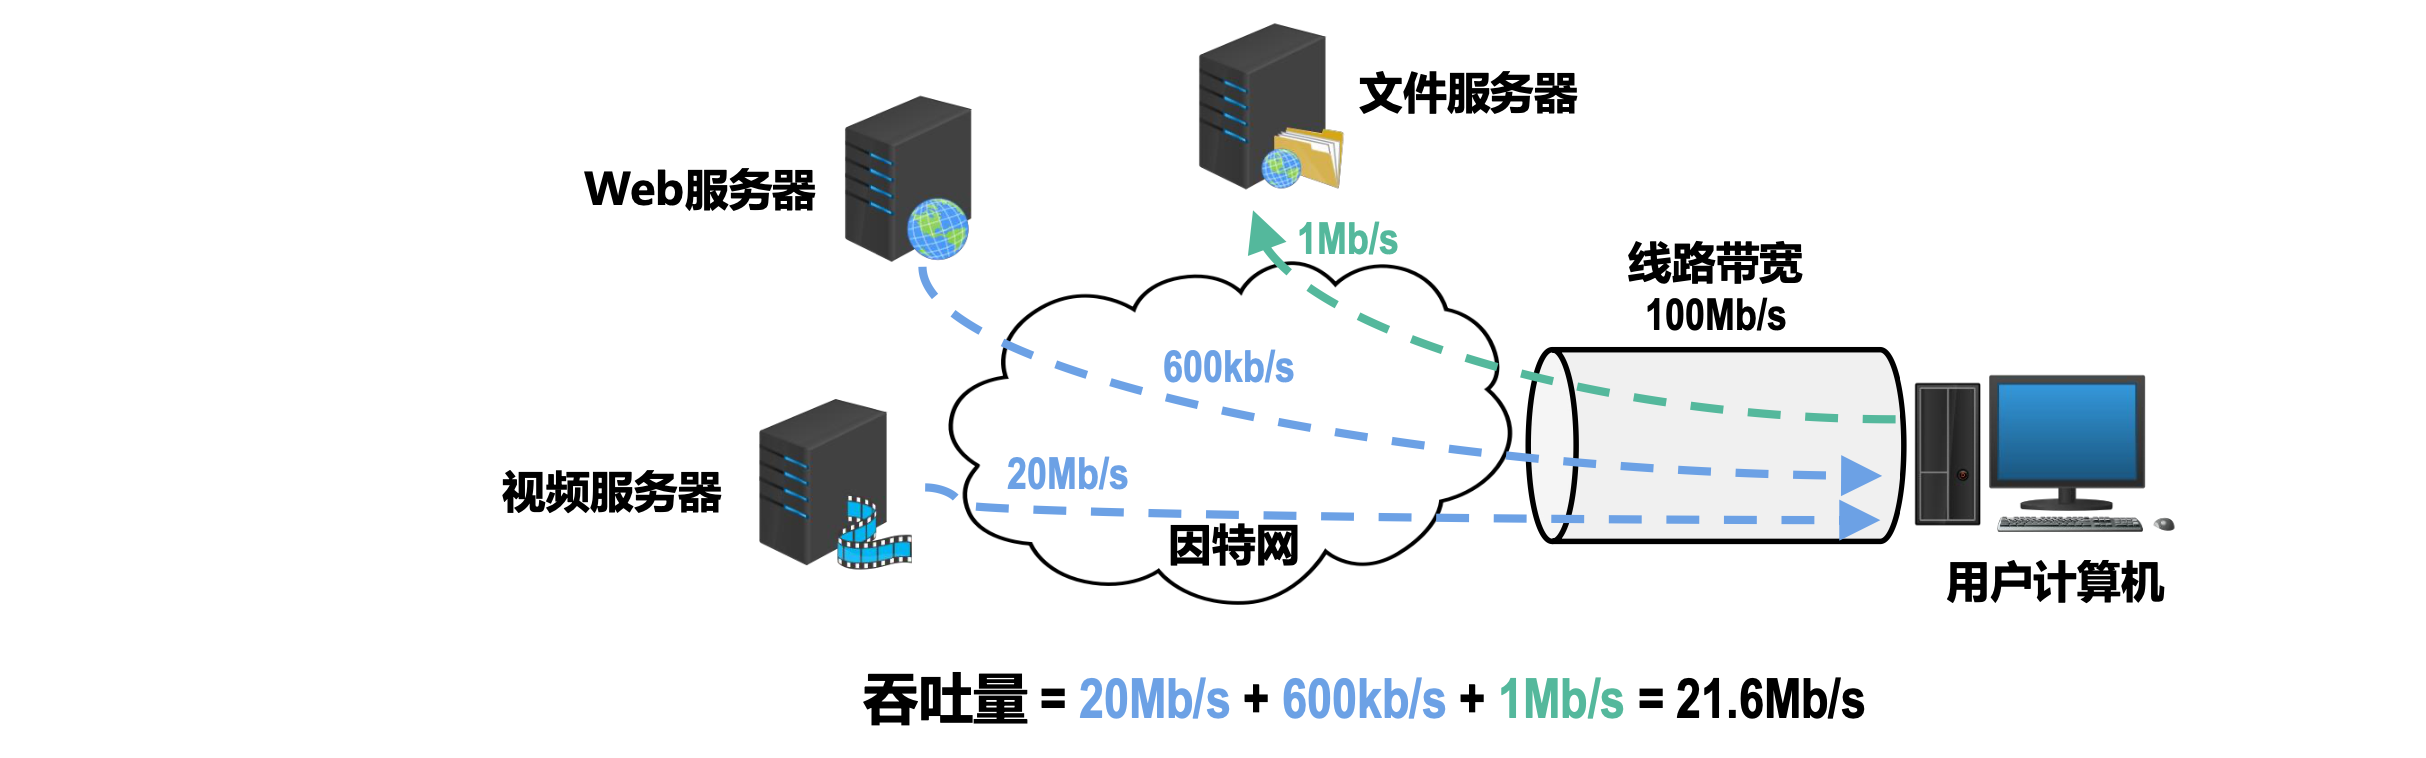 文件服务器
Web服务器
1Mb/s
线路带宽
100Mb/s
600kb/s
20Mb/s
视频服务器
因特网
用户计算机
吞吐量 = 20Mb/s + 600kb/s + 1Mb/s = 21.6Mb/s